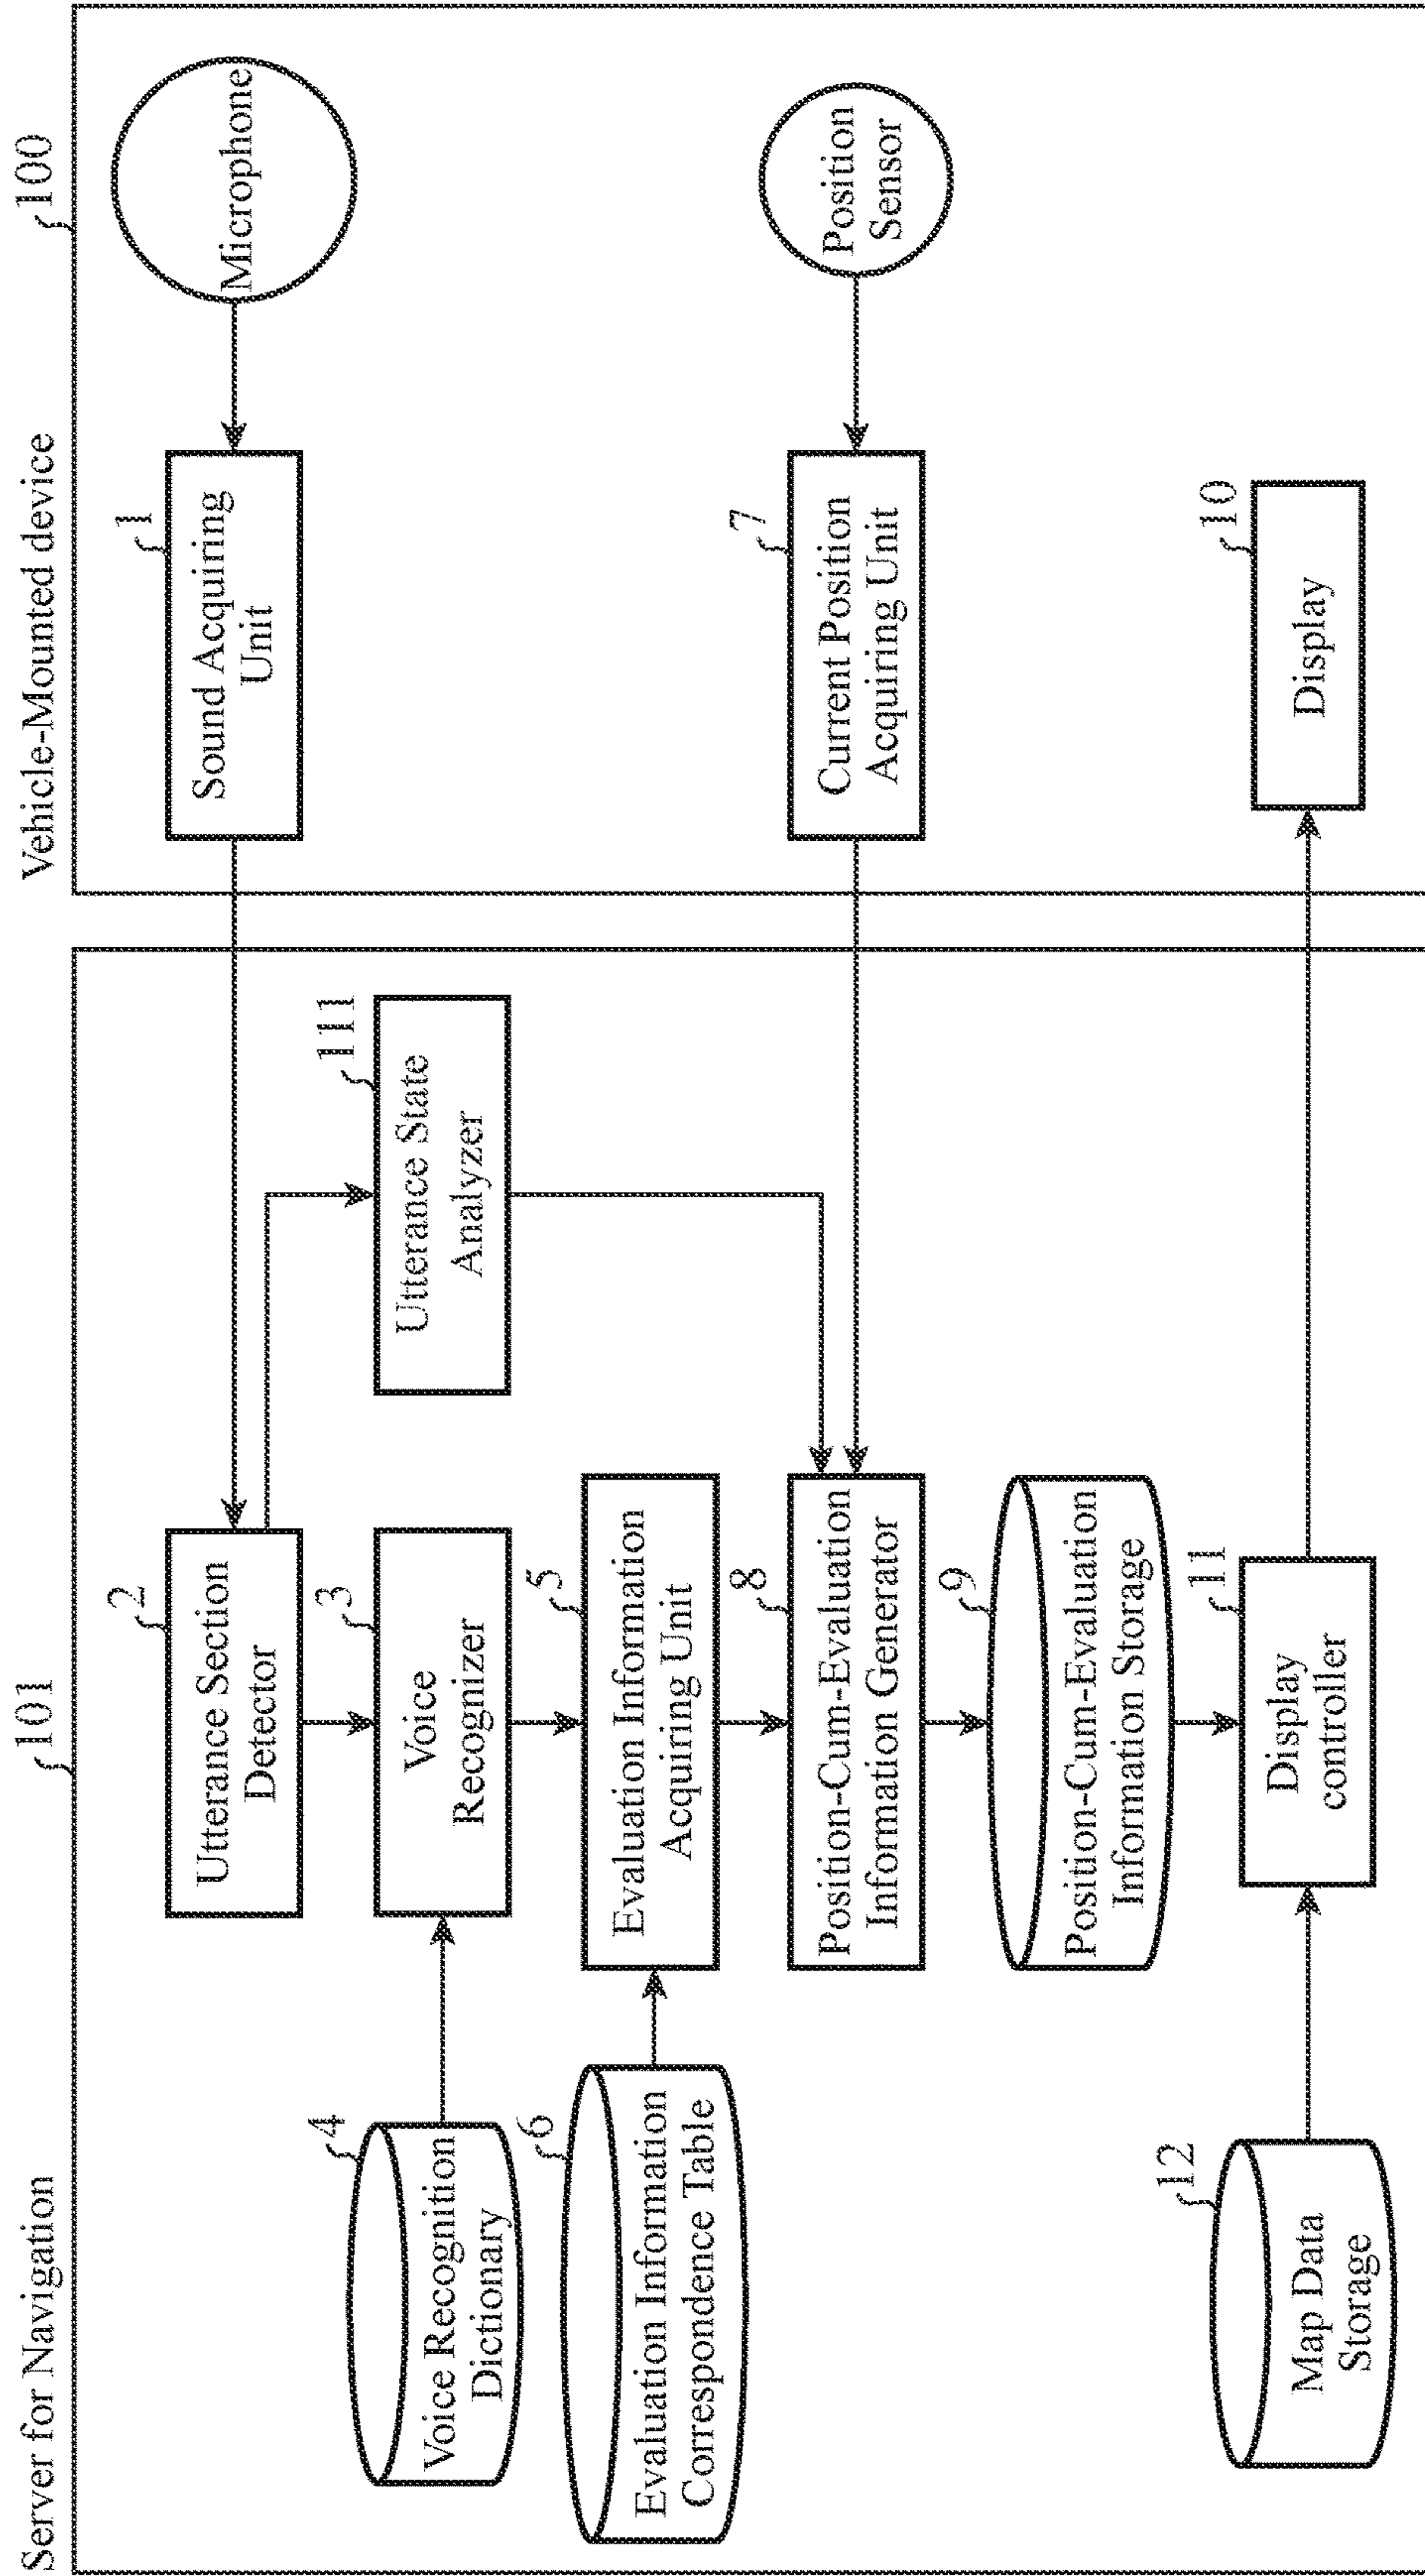 Server for Navigation
101
Vehicle-Mounted device
100
2
Utterance Section
Detector
1
Sound Acquiring
Unit
Microphone
4
Voice Recognition
Dictionary
3
Voice
Recognizer
111
Utterance State
Analyzer
6
Evaluation Information
Correspondence Table
5
Evaluation Information
Acquiring Unit
8
Position-Cum-Evaluation
Information Generator
7
Current Position
Acquiring Unit
Position
Sensor
9
Position-Cum-Evaluation
Information Storage
12
Map Data
Storage
11
Display
controller
10
Display